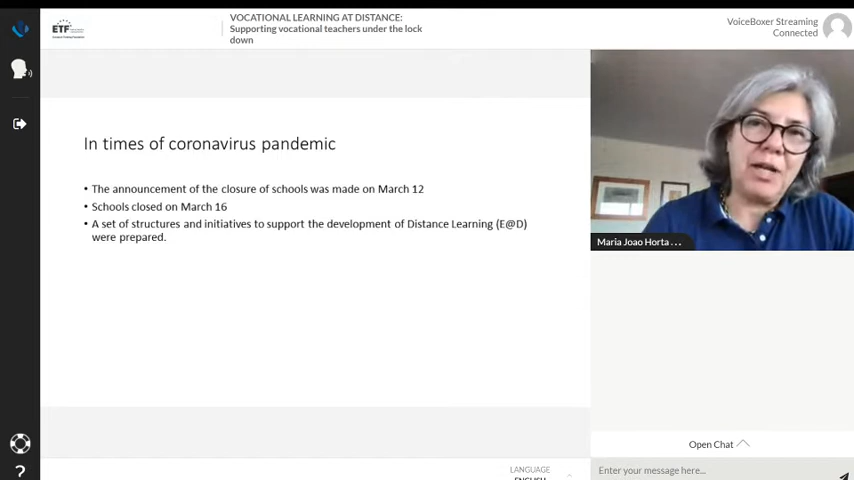 ETF
VOCATIONAL LEARNING AT DISTANCE:
Supporting vocational teachers under the lock
down
VoiceBoxer Streaming
Connected
In times of coronavirus pandemic
• The announcement of the closure of schools was made on March 12
• Schools closed on March 16
• A set of structures and initiatives to support the development of Distance Learning (E@D)
were prepared.
Maria Joao Horta ...
Open Chat
Enter your message here...
LANGUAGE
ENGLISH
?